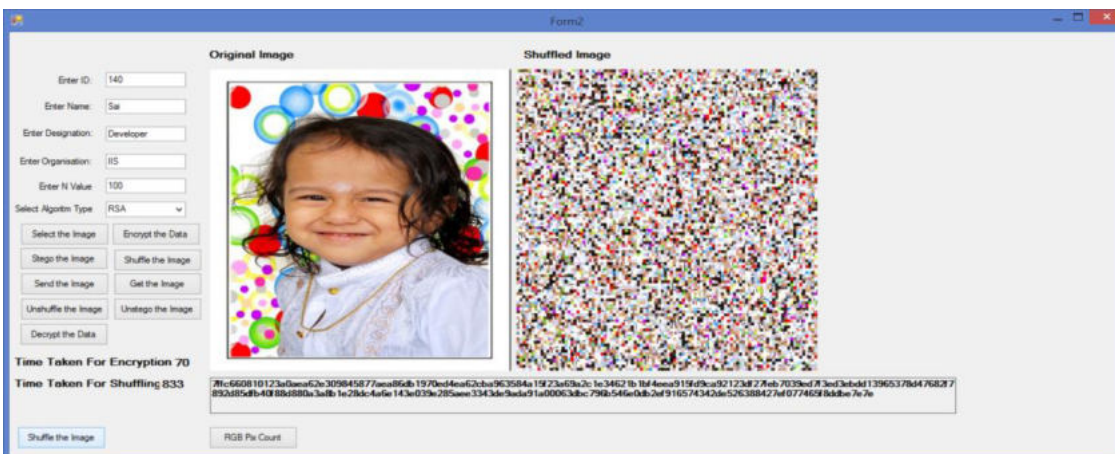 Form2
Original Image
Shuffled Image
Enter ID: 140
Enter Name: Sai
Enter Designation: Developer
Enter Organisation: IIS
Enter N Value 100
Select Algoritm Type RSA
Select the Image Encrypt the Data
Stego the Image Shuffle the Image
Send the Image Get the Image
Unshuffle the Image Unstego the Image
Decrypt the Data
Time Taken For Encryption 70
Time Taken For Shuffling 833
Shuffle the Image
RGB Pix Count